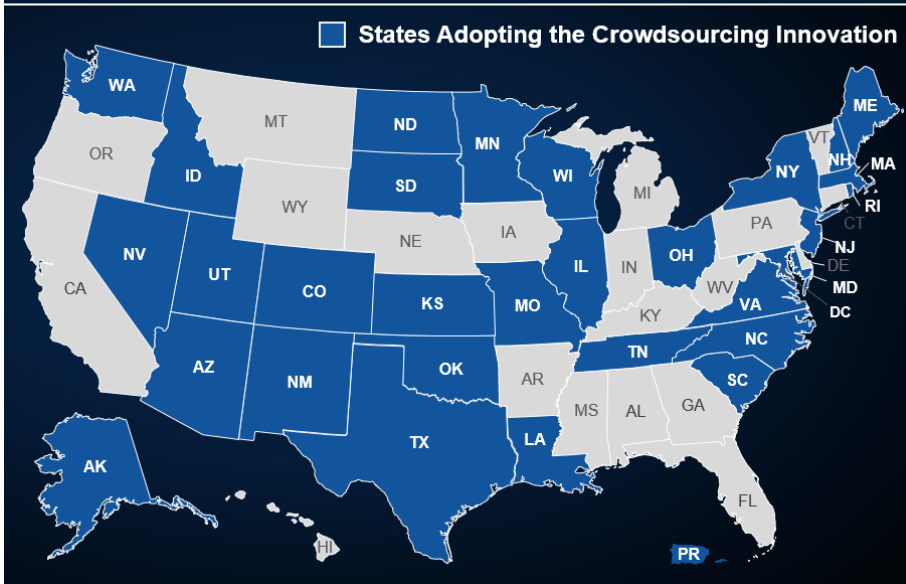 States Adopting the Crowdsourcing Innovation
WA
MT
ND
MN
ME
VT
NH
OR
ID
SD
WI
NY
MA
MI
WY
RI
CT
IA
PA
NE
NJ
NV
OH
DE
IL
IN
UT
MD
CA
CO
WV
KS
MO
VA
DC
KY
NC
TN
AZ
OK
NM
AR
SC
MS
AL
GA
TX
LA
AK
FL
HI
PR